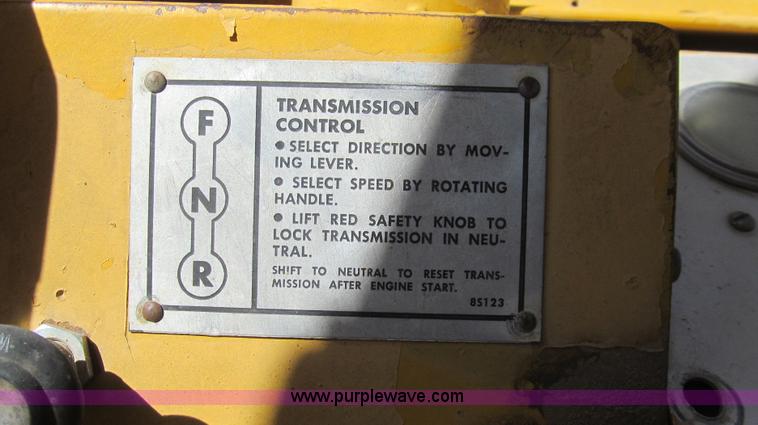 F
N
R
TRANSMISSION
CONTROL
• SELECT DIRECTION BY MOV-
ING LEVER.
• SELECT SPEED BY ROTATING
HANDLE.
• LIFT RED SAFETY KNOB TO
LOCK TRANSMISSION IN NEU-
TRAL.
SHIFT TO NEUTRAL TO RESET TRANS-
MISSION AFTER ENGINE START.
8S123
www.purplewave.com